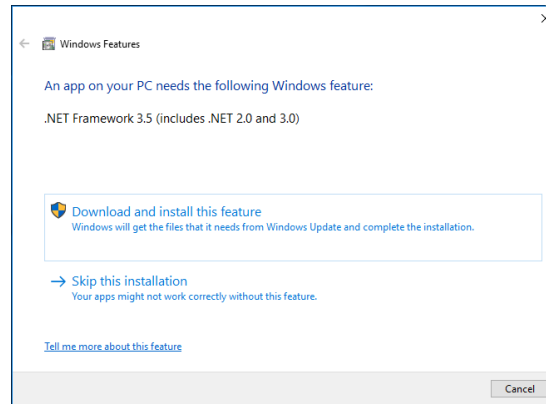 Windows Features
An app on your PC needs the following Windows feature:
.NET Framework 3.5 (includes .NET 2.0 and 3.0)
Download and install this feature
Windows will get the files that it needs from Windows Update and complete the installation.
Skip this installation
Your apps might not work correctly without this feature.
Tell me more about this feature
Cancel